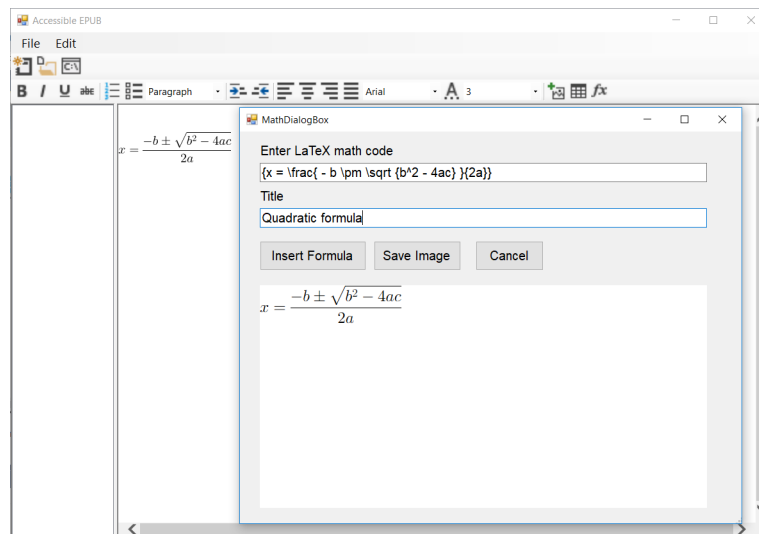 Accessible EPUB
File Edit
C:\
B I U abc Paragraph Arial A 3 fx
MathDialogBox
Enter LaTeX math code
{x = \frac{ - b \pm \sqrt {b^2 - 4ac} }{2a}}
Title
Quadratic formula
Insert Formula Save Image Cancel
x = −b ± √b² − 4ac / 2a
x = −b ± √b² − 4ac / 2a